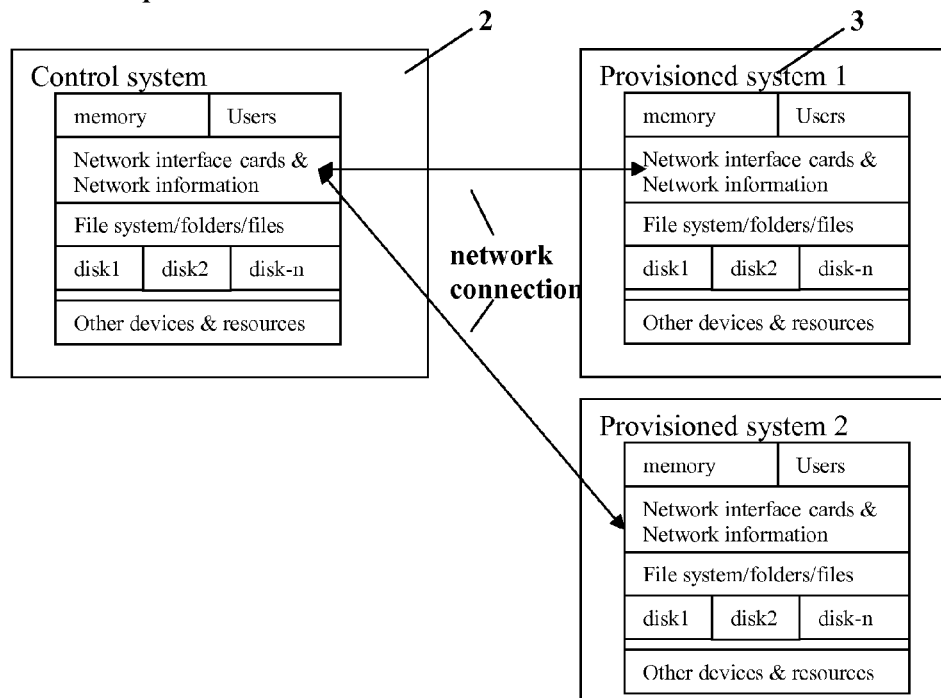 2
3
Control system
memory
Users
Network interface cards &
Network information
File system/folders/files
disk1
disk2
disk-n
Other devices & resources
network
connection
Provisioned system 1
memory
Users
Network interface cards &
Network information
File system/folders/files
disk1
disk2
disk-n
Other devices & resources
Provisioned system 2
memory
Users
Network interface cards &
Network information
File system/folders/files
disk1
disk2
disk-n
Other devices & resources